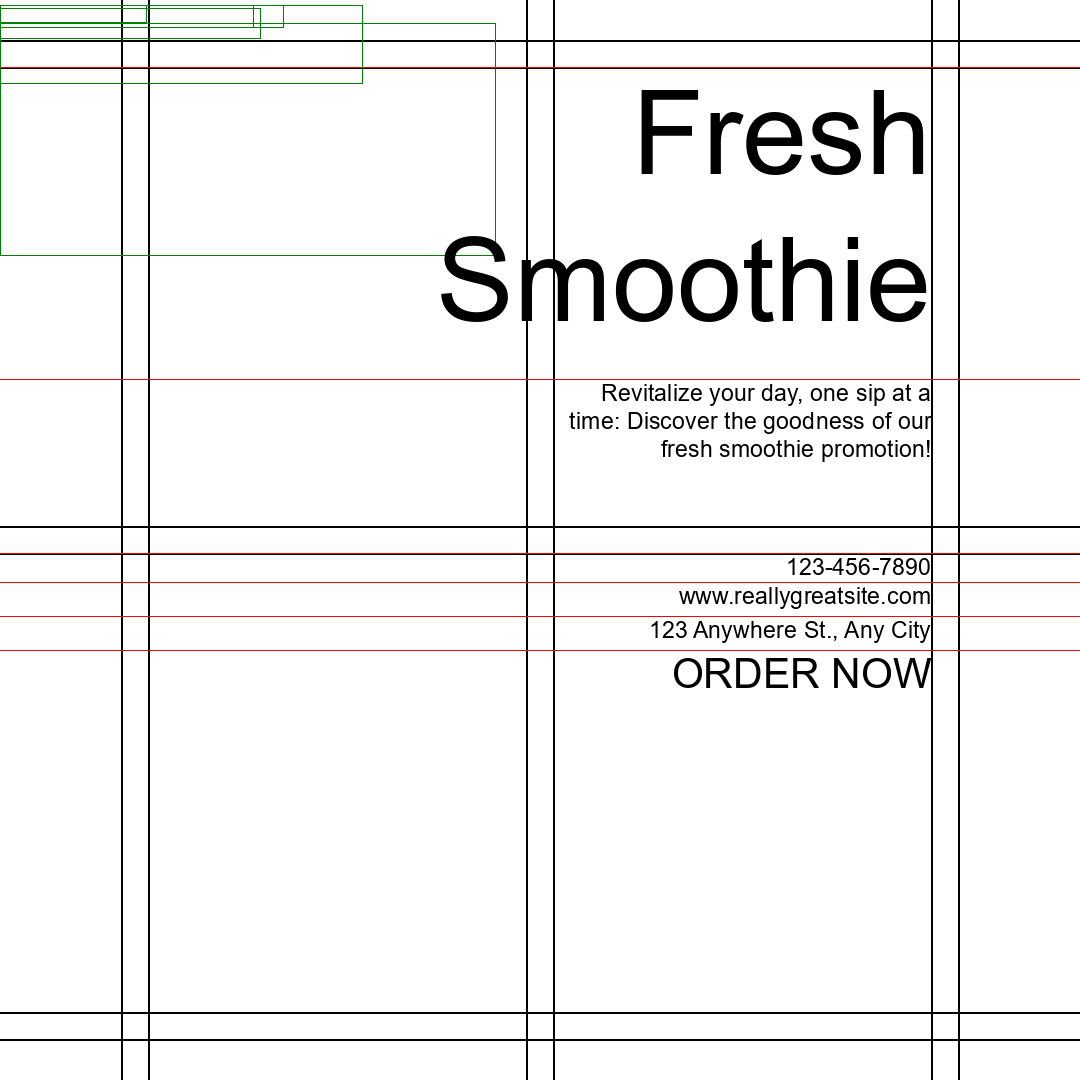 Fresh
Smoothie
Revitalize your day, one sip at a
time: Discover the goodness of our
fresh smoothie promotion!
123-456-7890
www.reallygreatsite.com
123 Anywhere St., Any City
ORDER NOW